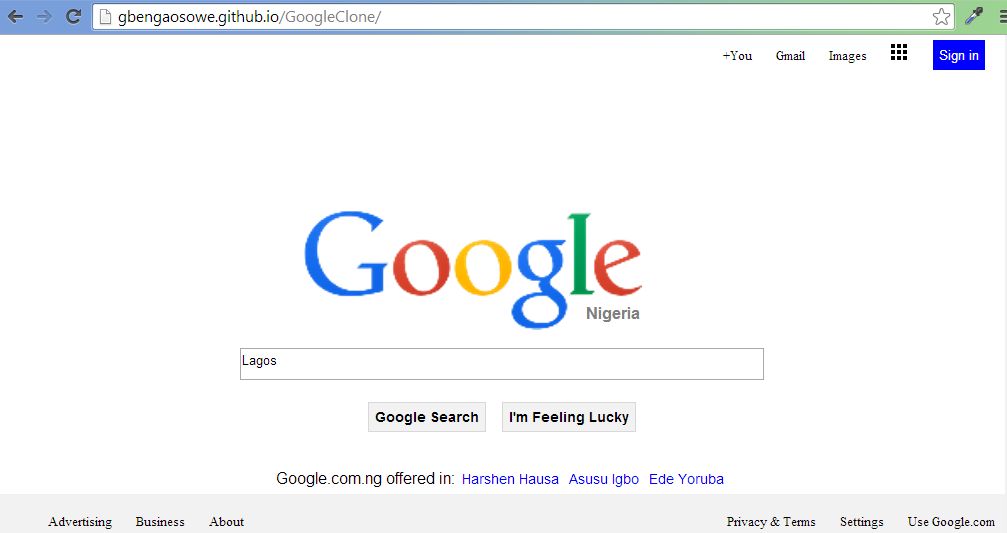 gbengaosowe.github.io/GoogleClone/
+You Gmail Images Sign in
Google
Nigeria
Lagos
Google Search I'm Feeling Lucky
Google.com.ng offered in: Harshen Hausa Asusu Igbo Ede Yoruba
Advertising Business About Privacy & Terms Settings Use Google.com